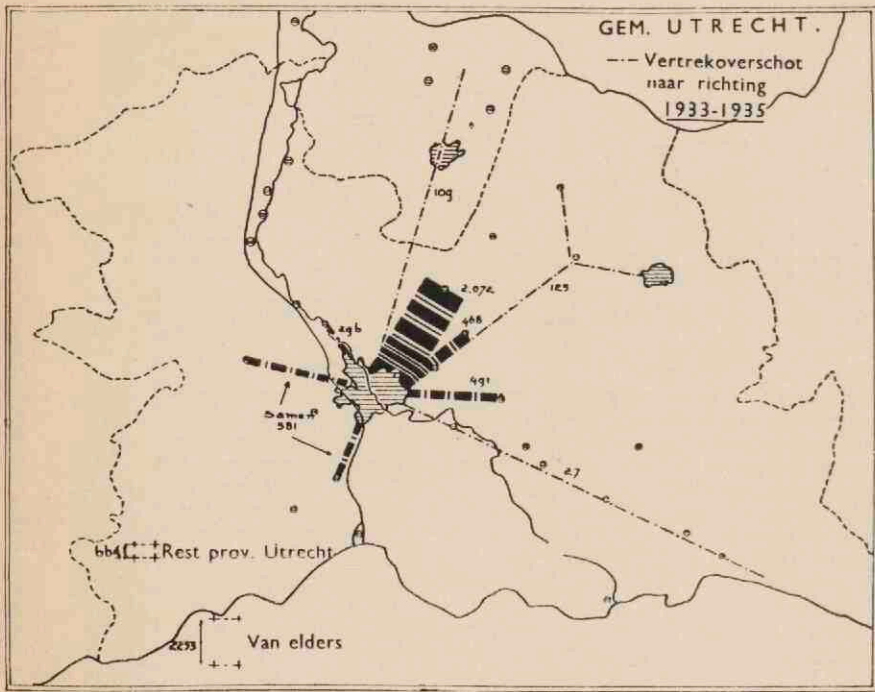 GEM. UTRECHT.
Vertrekoverschot
naar richting
1933-1935
109
2.072
125
296
468
491
Samen
581
27
Rest prov. Utrecht
2253
Van elders